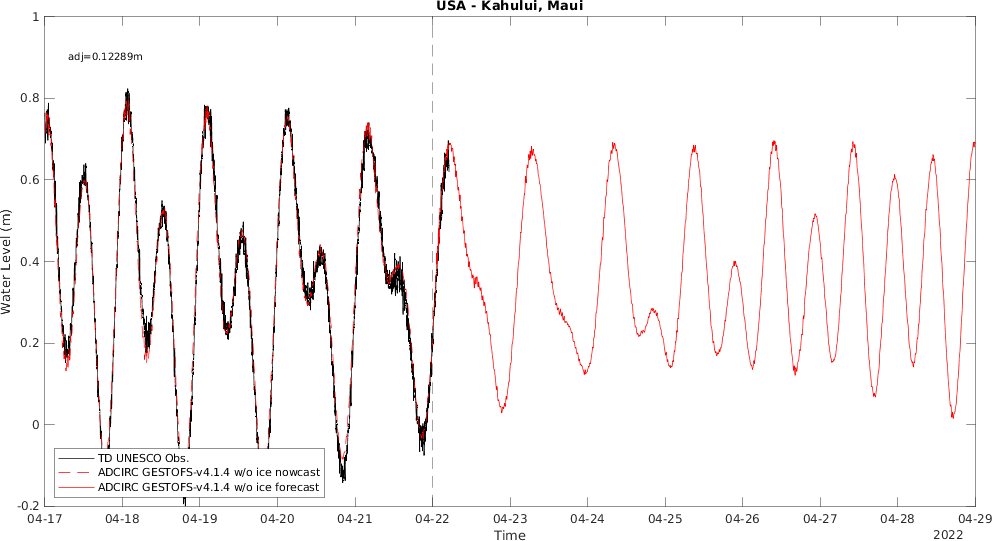 USA - Kahului, Maui
1
adj=0.12289m
0.8
0.6
0.4
0.2
0
-0.2
Water Level (m)
TD UNESCO Obs.
ADCIRC GESTOFS-v4.1.4 w/o ice nowcast
ADCIRC GESTOFS-v4.1.4 w/o ice forecast
04-17 04-18 04-19 04-20 04-21 04-22 04-23 04-24 04-25 04-26 04-27 04-28 04-29
Time
2022